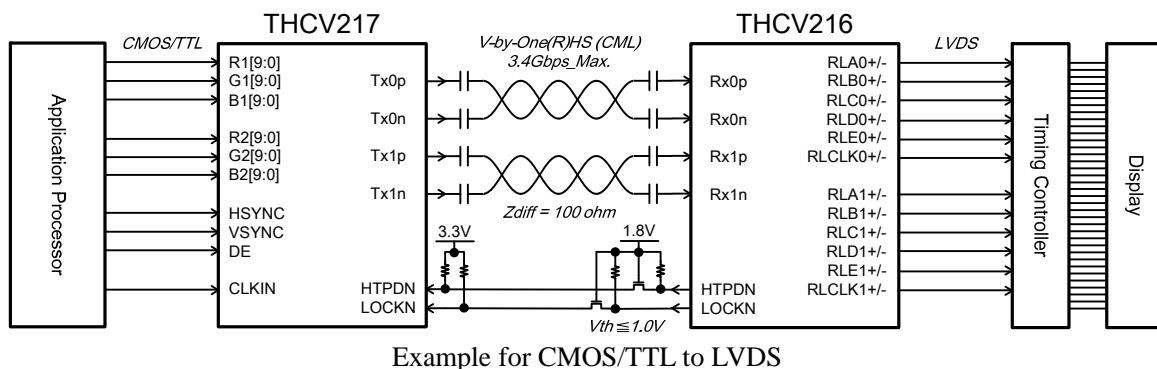 THCV217
THCV216
CMOS/TTL
V-by-One(R)HS (CML)
3.4Gbps_Max.
LVDS
Application Processor
R1[9:0]
G1[9:0]
B1[9:0]
R2[9:0]
G2[9:0]
B2[9:0]
HSYNC
VSYNC
DE
CLKIN
Tx0p
Tx0n
Tx1p
Tx1n
HTPDN
LOCKN
Zdiff = 100 ohm
3.3V
1.8V
Vth≦1.0V
Rx0p
Rx0n
Rx1p
Rx1n
HTPDN
LOCKN
RLA0+/-
RLB0+/-
RLC0+/-
RLD0+/-
RLE0+/-
RLCLK0+/-
RLA1+/-
RLB1+/-
RLC1+/-
RLD1+/-
RLE1+/-
RLCLK1+/-
Timing Controller
Display
Example for CMOS/TTL to LVDS